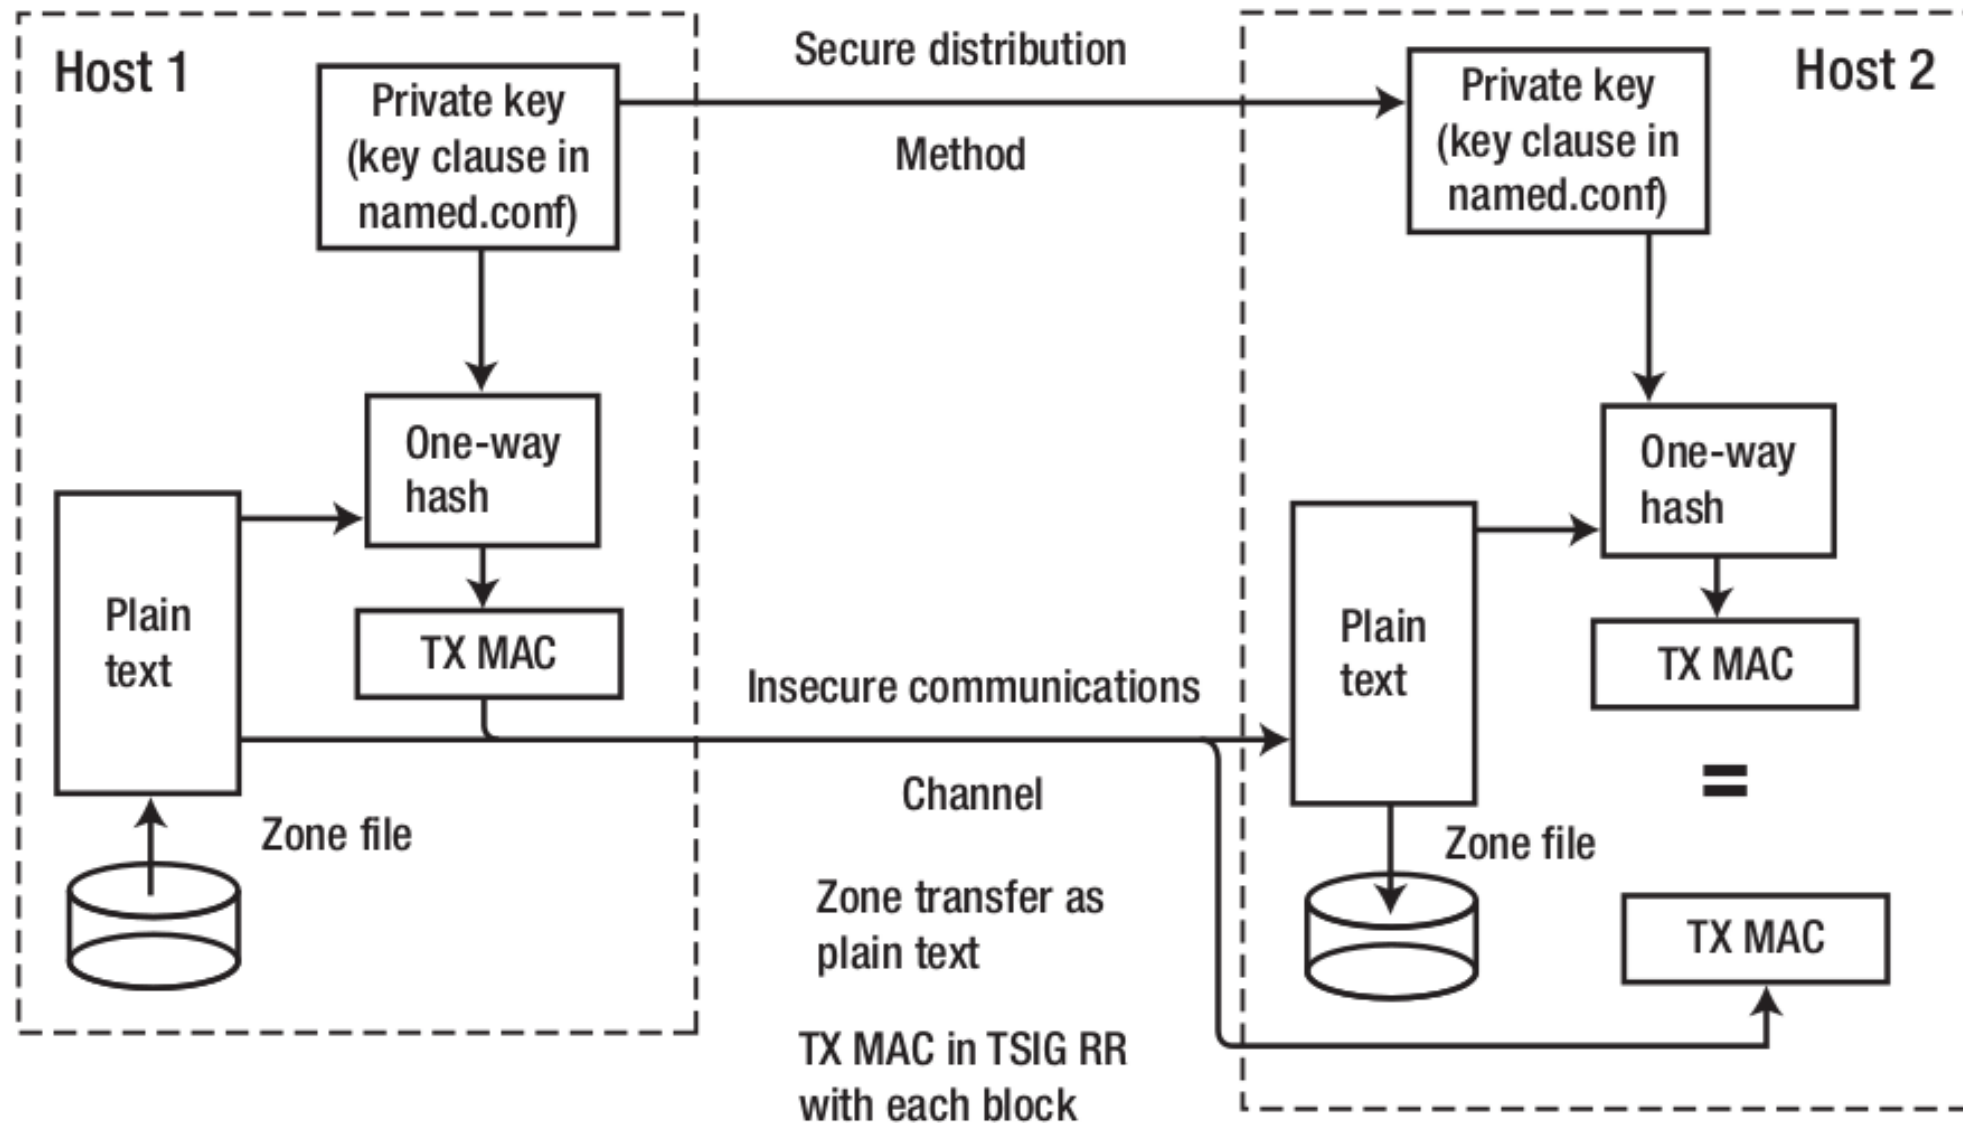 Host 1
Private key
(key clause in
named.conf)
Secure distribution
Method
Private key
(key clause in
named.conf)
Host 2
One-way
hash
Plain
text
TX MAC
Zone file
Insecure communications
Channel
Zone transfer as
plain text
TX MAC in TSIG RR
with each block
One-way
hash
Plain
text
TX MAC
=
Zone file
TX MAC